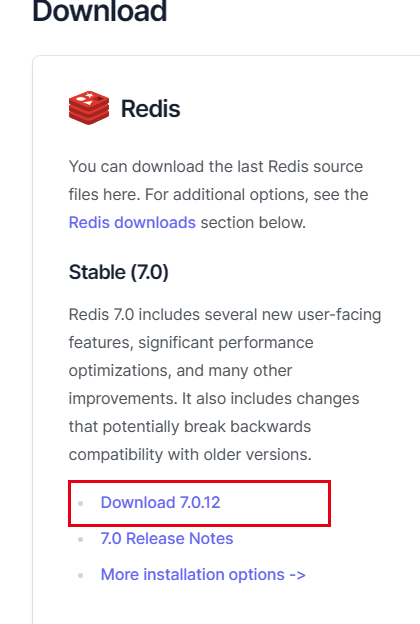 Download
Redis
You can download the last Redis source
files here. For additional options, see the
Redis downloads section below.
Stable (7.0)
Redis 7.0 includes several new user-facing
features, significant performance
optimizations, and many other
improvements. It also includes changes
that potentially break backwards
compatibility with older versions.
Download 7.0.12
7.0 Release Notes
More installation options ->